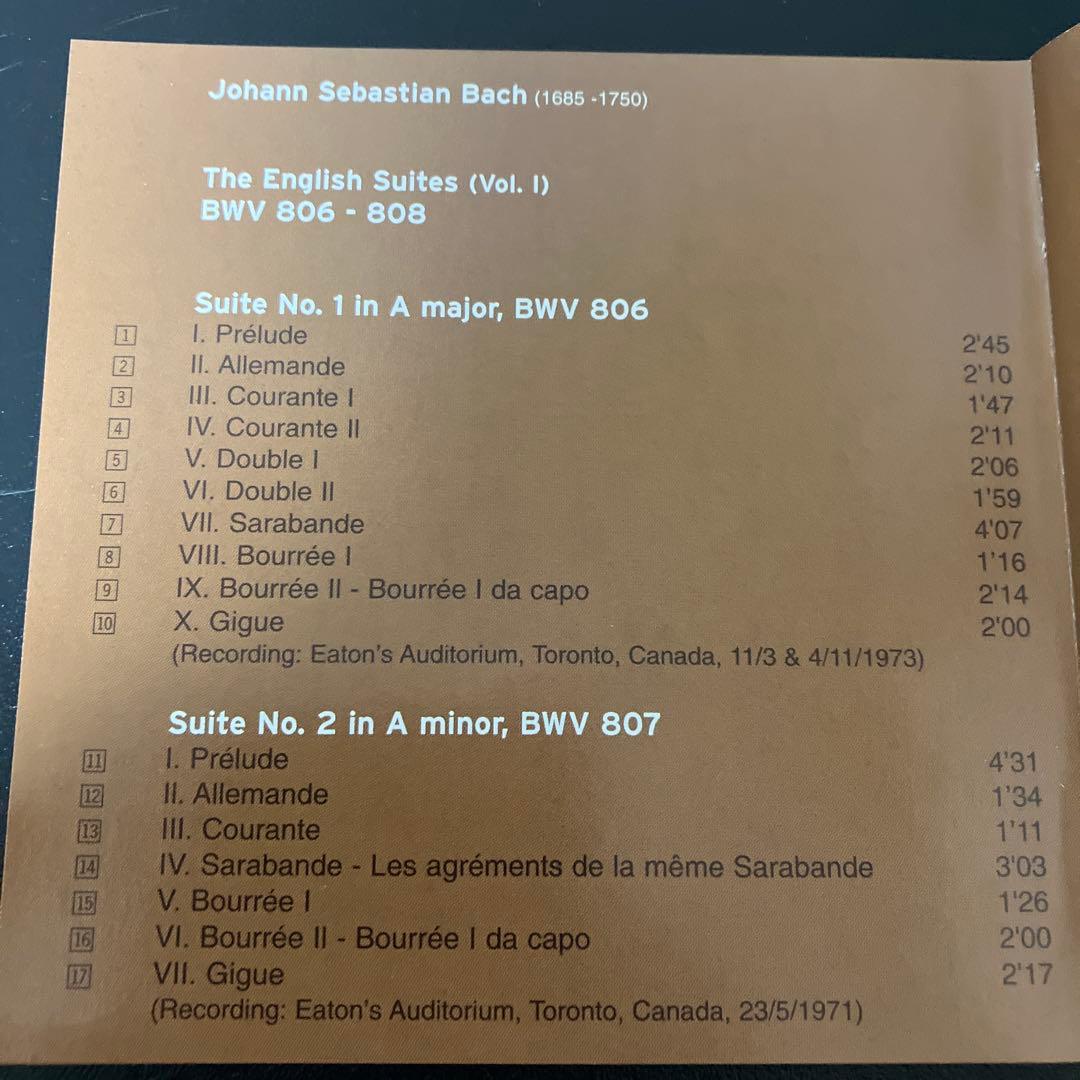 Johann Sebastian Bach (1685 -1750)
The English Suites (Vol. I)
BWV 806 - 808
Suite No. 1 in A major, BWV 806
1 I. Prélude 2'45
2 II. Allemande 2'10
3 III. Courante I 1'47
4 IV. Courante II 2'11
5 V. Double I 2'06
6 VI. Double II 1'59
7 VII. Sarabande 4'07
8 VIII. Bourrée I 1'16
9 IX. Bourrée II - Bourrée I da capo 2'14
10 X. Gigue 2'00
(Recording: Eaton's Auditorium, Toronto, Canada, 11/3 & 4/11/1973)
Suite No. 2 in A minor, BWV 807
11 I. Prélude 4'31
12 II. Allemande 1'34
13 III. Courante 1'11
14 IV. Sarabande - Les agréments de la même Sarabande 3'03
15 V. Bourrée I 1'26
16 VI. Bourrée II - Bourrée I da capo 2'00
17 VII. Gigue 2'17
(Recording: Eaton's Auditorium, Toronto, Canada, 23/5/1971)